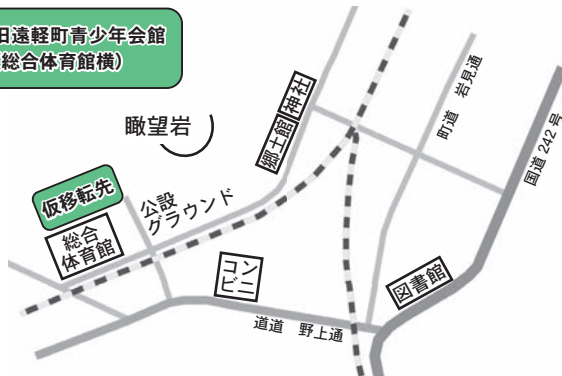 旧遠軽町青少年会館
総合体育館横)
瞰望岩
神社
郷土館
町道 岩見通
国道242号
仮移転先
公設
グラウンド
総合
体育館
コン
ビニ
図書館
道道 野上通